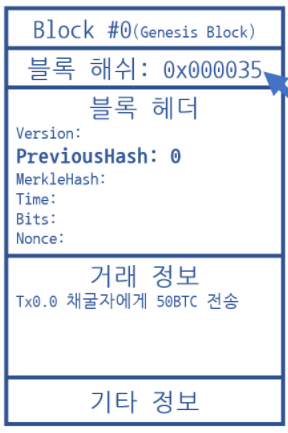 Block #0(Genesis Block)
블록 해쉬: 0x000035
블록 헤더
Version:
PreviousHash: 0
MerkleHash:
Time:
Bits:
Nonce:
거래 정보
Tx0.0 채굴자에게 50BTC 전송
기타 정보